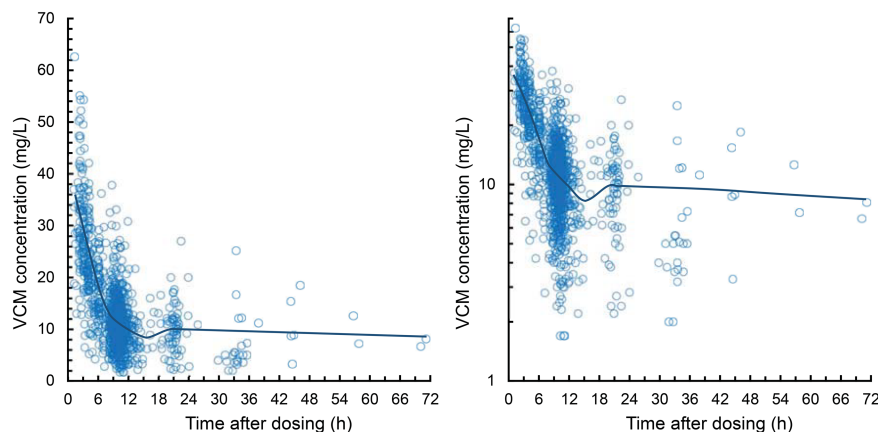 70
60
50
40
30
20
10
0
VCM concentration (mg/L)
0 6 12 18 24 30 36 42 48 54 60 66 72
Time after dosing (h)
10
1
VCM concentration (mg/L)
0 6 12 18 24 30 36 42 48 54 60 66 72
Time after dosing (h)